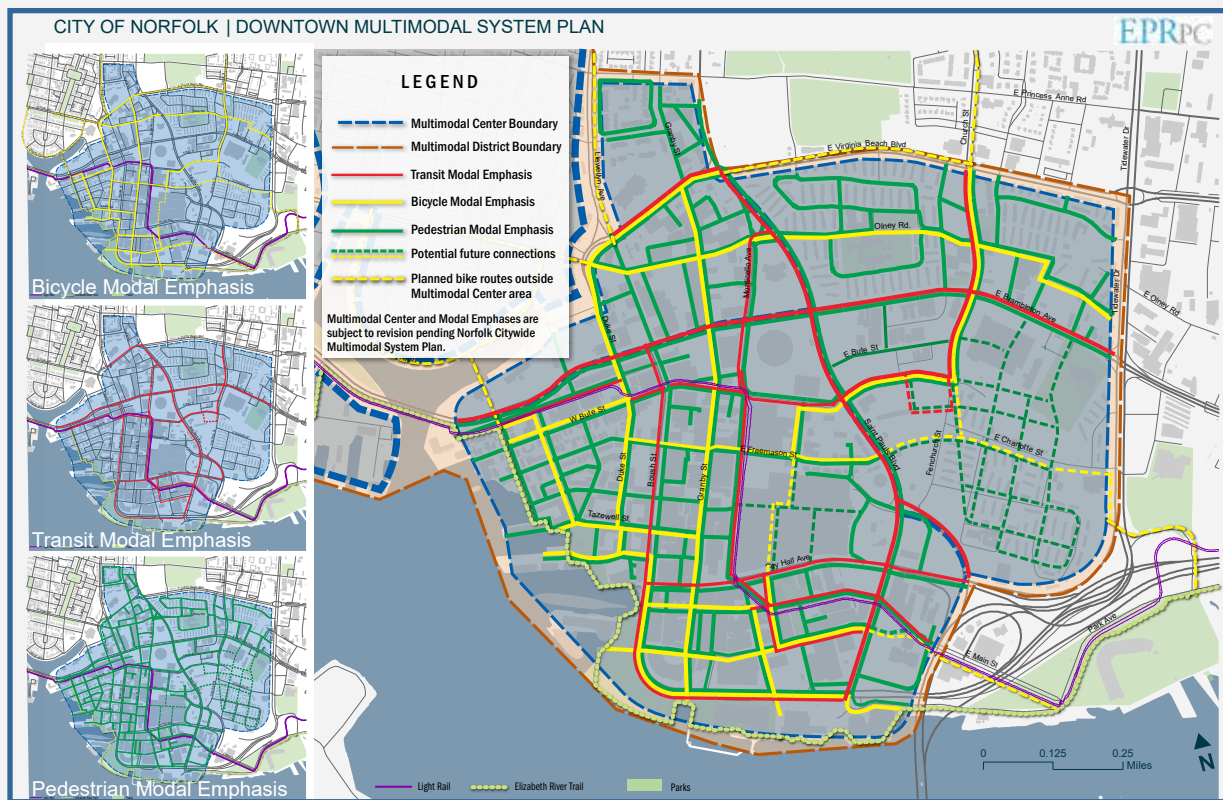 CITY OF NORFOLK | DOWNTOWN MULTIMODAL SYSTEM PLAN
EPRPC
Bicycle Modal Emphasis
Transit Modal Emphasis
Pedestrian Modal Emphasis
LEGEND
Multimodal Center Boundary
Multimodal District Boundary
Transit Modal Emphasis
Bicycle Modal Emphasis
Pedestrian Modal Emphasis
Potential future connections
Planned bike routes outside
Multimodal Center area
Multimodal Center and Modal Emphases are
subject to revision pending Norfolk Citywide
Multimodal System Plan.
E Princess Anne Rd
Church St
Tidewater Dr
E Virginia Beach Blvd
Granby St
Llewellyn Ave
Olney Rd.
Monticello Ave
Tidewater Dr
E Olney Rd
E Brambleton Ave
Duke St
E Bute St
W Bute St
Saint Pauls Blvd
Fenchurch St
E Charlotte St
E Freemason St
Duke St
Boush St
Granby St
Tazewell St.
Hall Ave
Park Ave
E Main St
0 0.125 0.25
Miles
N
Light Rail
Elizabeth River Trail
Parks